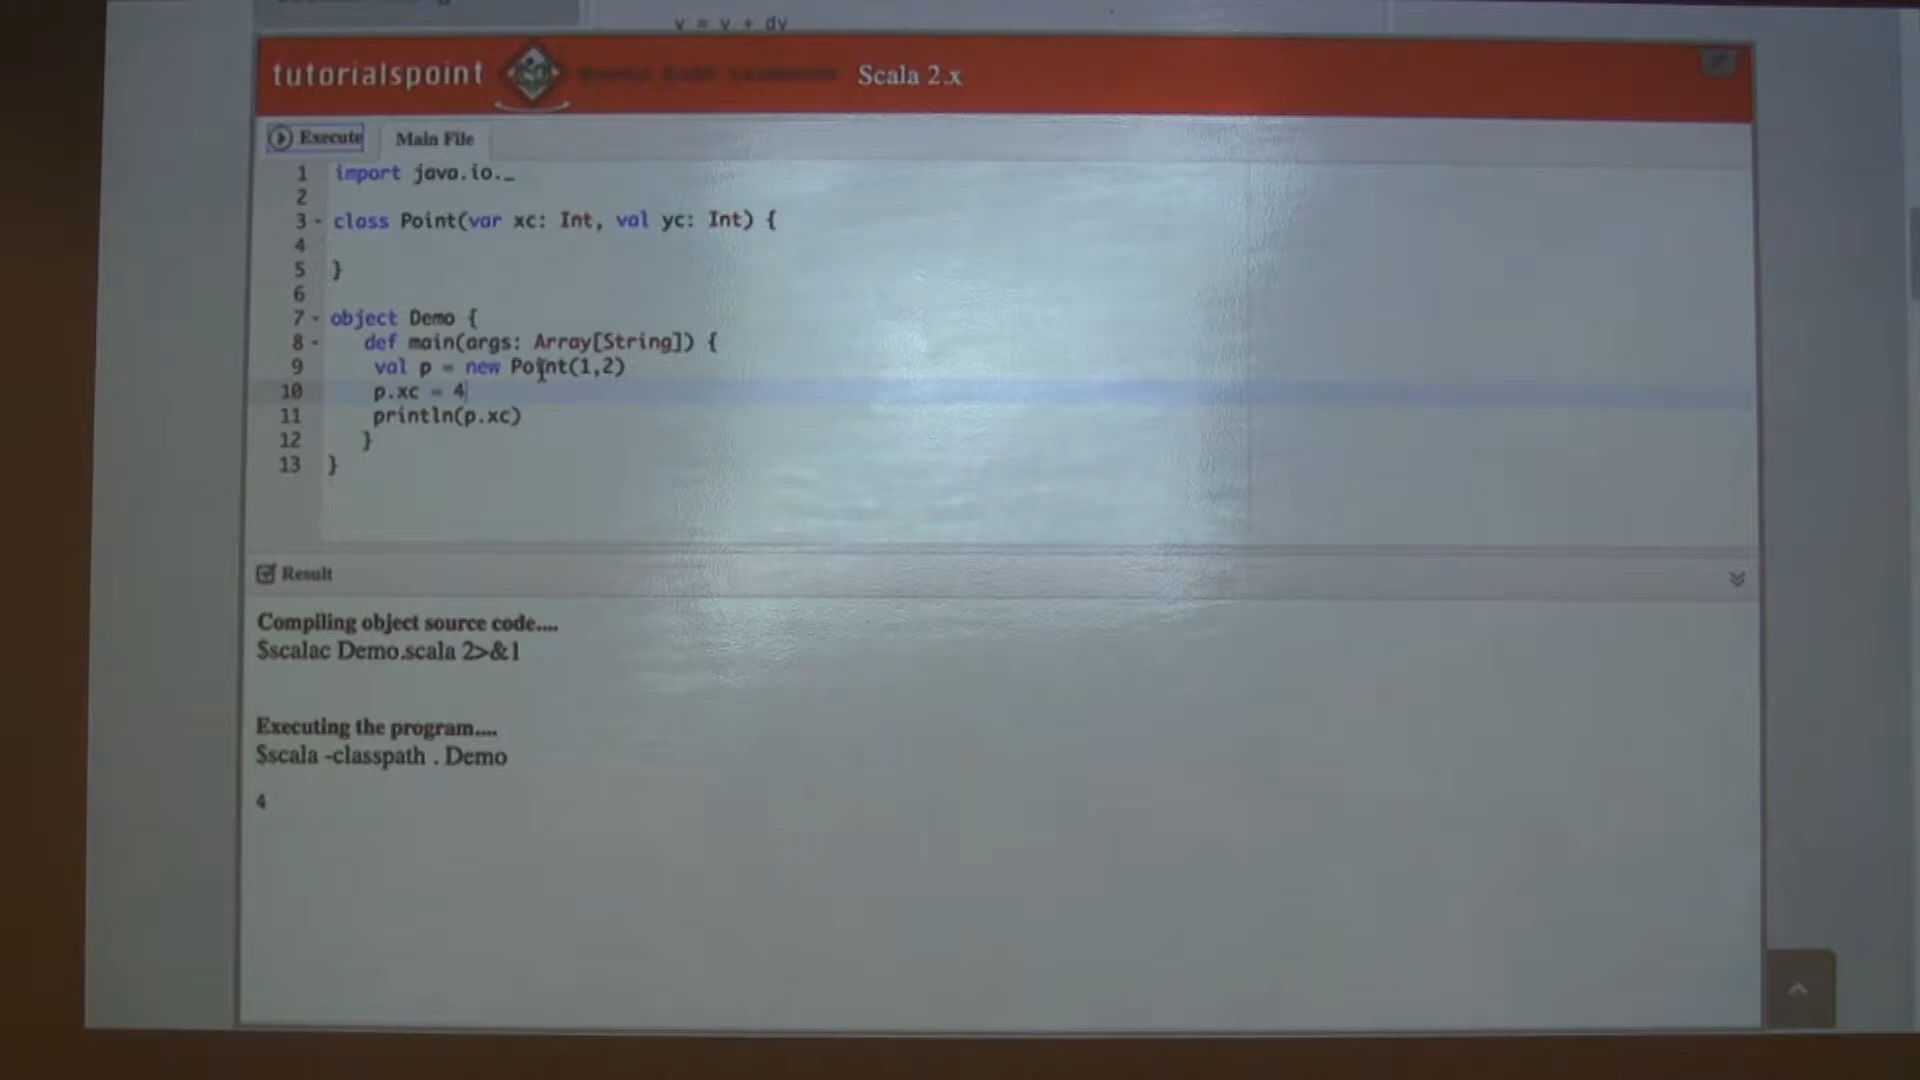 v = v + dv
tutorialspoint Scala 2.x
Execute Main File
1 import java.io._
2
3 class Point(var xc: Int, val yc: Int) {
4
5 }
6
7 object Demo {
8 def main(args: Array[String]) {
9 val p = new Point(1,2)
10 p.xc = 4
11 println(p.xc)
12 }
13 }
Result
Compiling object source code....
$scalac Demo.scala 2>&1
Executing the program....
$scala -classpath . Demo
4